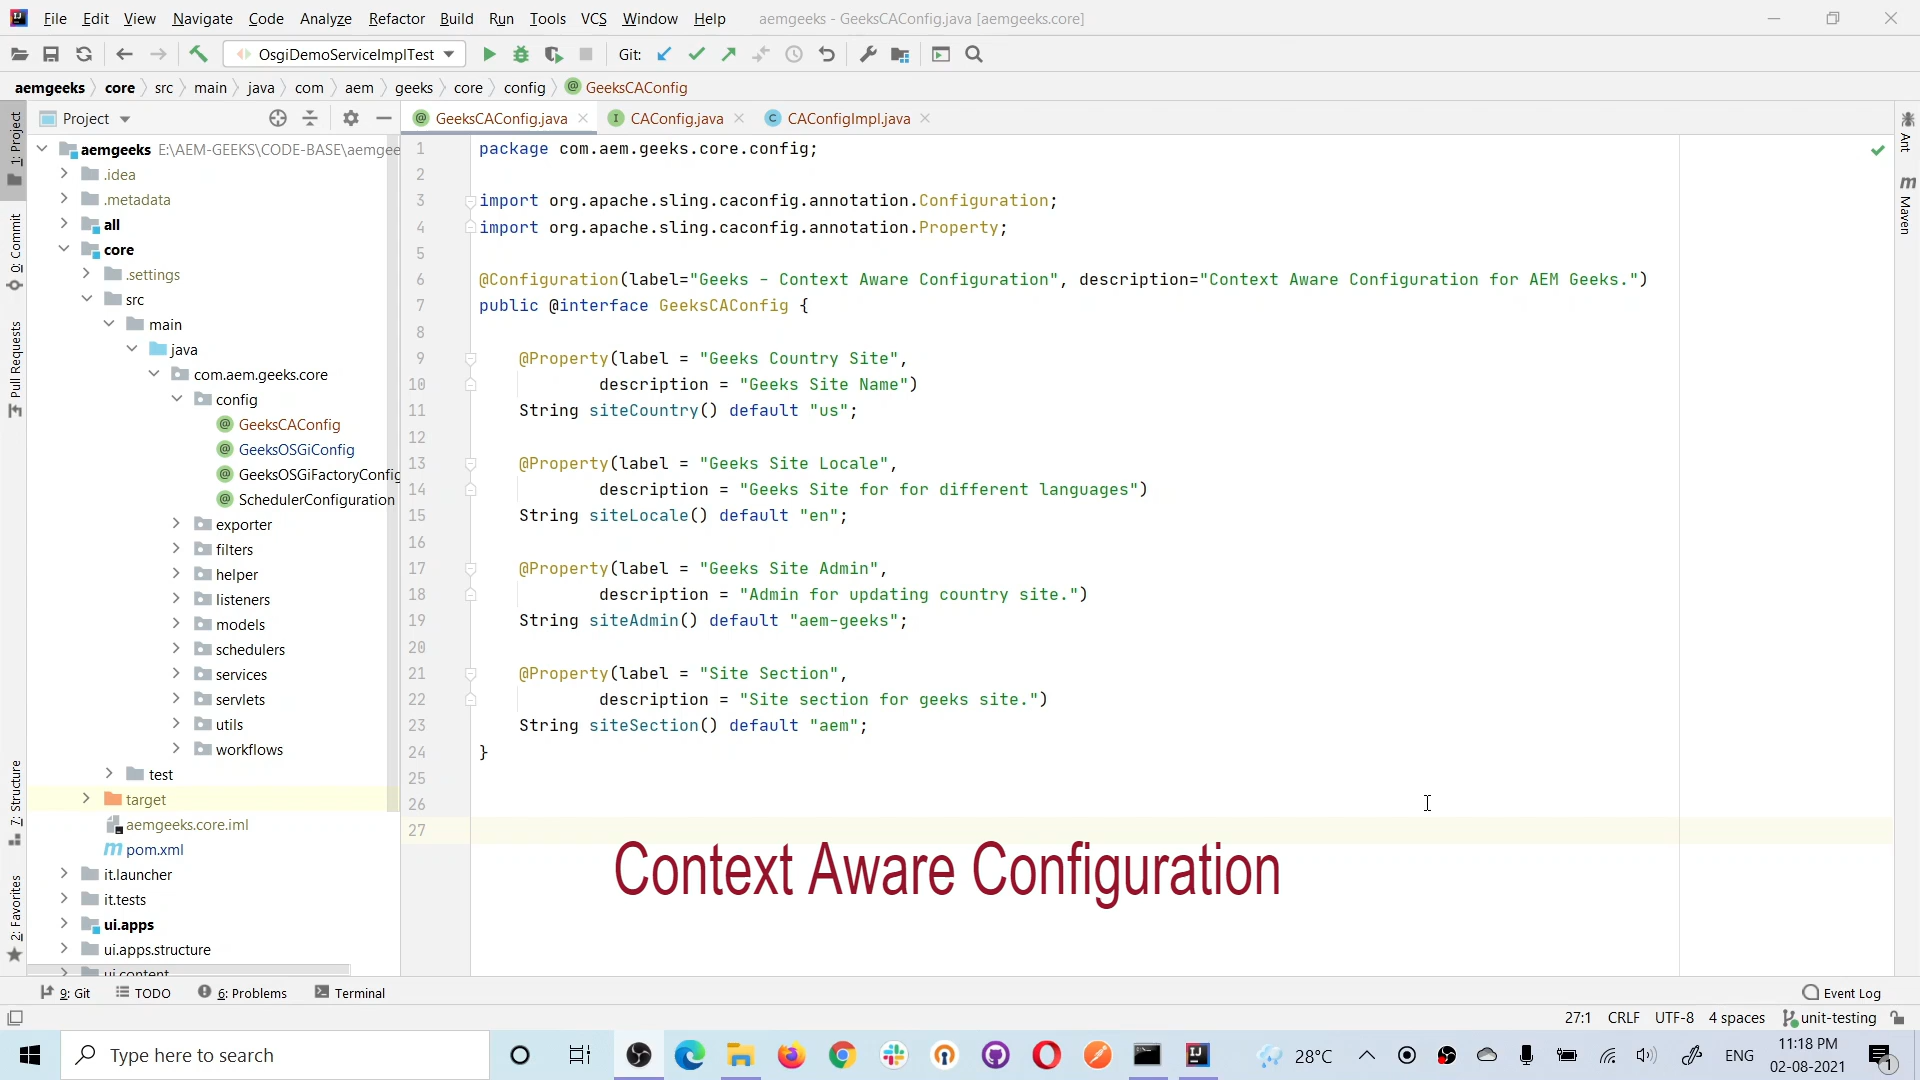 File Edit View Navigate Code Analyze Refactor Build Run Tools VCS Window Help aemgeeks - GeeksCAConfig.java [aemgeeks.core]
OsgiDemoServiceImplTest Git:
aemgeeks core src main java com aem geeks core config GeeksCAConfig
Project
GeeksCAConfig.java CAConfig.java CAConfigImpl.java
aemgeeks E:\AEM-GEEKS\CODE-BASE\aemgee
.idea
.metadata
all
core
.settings
src
main
java
com.aem.geeks.core
config
GeeksCAConfig
GeeksOSGiConfig
GeeksOSGiFactoryConfig
SchedulerConfiguration
exporter
filters
helper
listeners
models
schedulers
services
servlets
utils
workflows
test
target
aemgeeks.core.iml
pom.xml
it.launcher
it.tests
ui.apps
ui.apps.structure
ui.content
1: Project
0: Commit
Pull Requests
7: Structure
2: Favorites
1 package com.aem.geeks.core.config;
2
3 import org.apache.sling.caconfig.annotation.Configuration;
4 import org.apache.sling.caconfig.annotation.Property;
5
6 @Configuration(label="Geeks - Context Aware Configuration", description="Context Aware Configuration for AEM Geeks.")
7 public @interface GeeksCAConfig {
8
9 @Property(label = "Geeks Country Site",
10 description = "Geeks Site Name")
11 String siteCountry() default "us";
12
13 @Property(label = "Geeks Site Locale",
14 description = "Geeks Site for for different languages")
15 String siteLocale() default "en";
16
17 @Property(label = "Geeks Site Admin",
18 description = "Admin for updating country site.")
19 String siteAdmin() default "aem-geeks";
20
21 @Property(label = "Site Section",
22 description = "Site section for geeks site.")
23 String siteSection() default "aem";
24 }
25
26
27
Context Aware Configuration
Ant
Maven
9: Git TODO 6: Problems Terminal Event Log
27:1 CRLF UTF-8 4 spaces unit-testing
Type here to search 28°C ENG
11:18 PM
02-08-2021
1